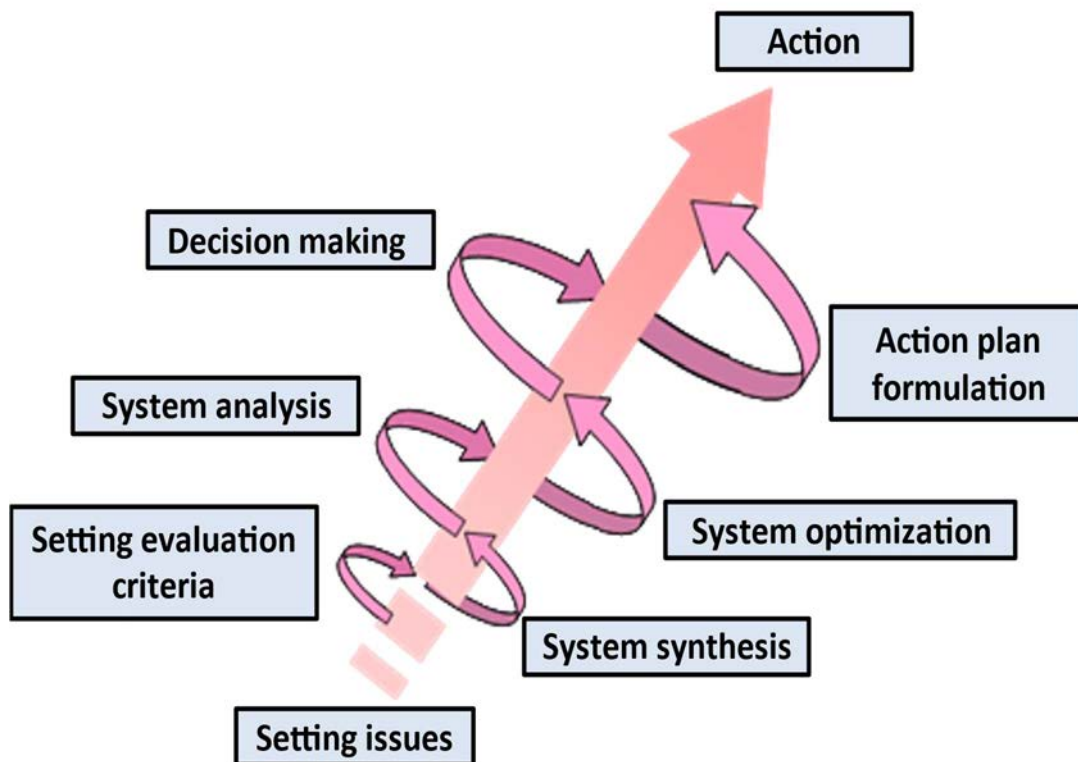 Action
Decision making
Action plan
formulation
System analysis
System optimization
Setting evaluation
criteria
System synthesis
Setting issues